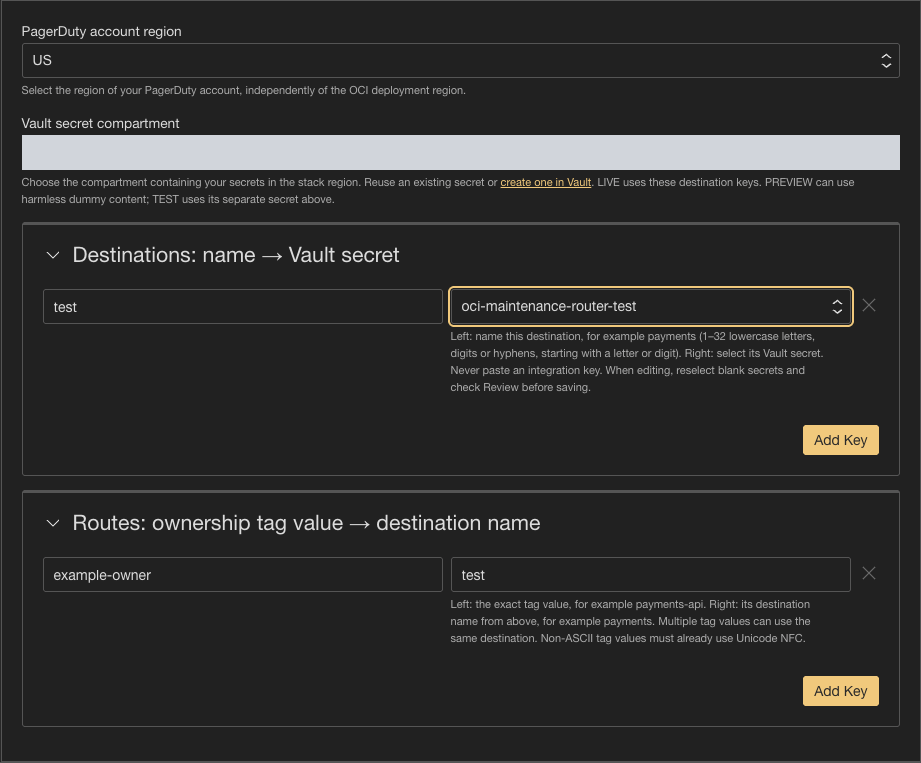 PagerDuty account region
US
Select the region of your PagerDuty account, independently of the OCI deployment region.
Vault secret compartment
Choose the compartment containing your secrets in the stack region. Reuse an existing secret or create one in Vault. LIVE uses these destination keys. PREVIEW can use
harmless dummy content; TEST uses its separate secret above.
Destinations: name → Vault secret
test
oci-maintenance-router-test
Left: name this destination, for example payments (1–32 lowercase letters,
digits or hyphens, starting with a letter or digit). Right: select its Vault secret.
Never paste an integration key. When editing, reselect blank secrets and
check Review before saving.
Add Key
Routes: ownership tag value → destination name
example-owner
test
Left: the exact tag value, for example payments-api. Right: its destination
name from above, for example payments. Multiple tag values can use the
same destination. Non-ASCII tag values must already use Unicode NFC.
Add Key